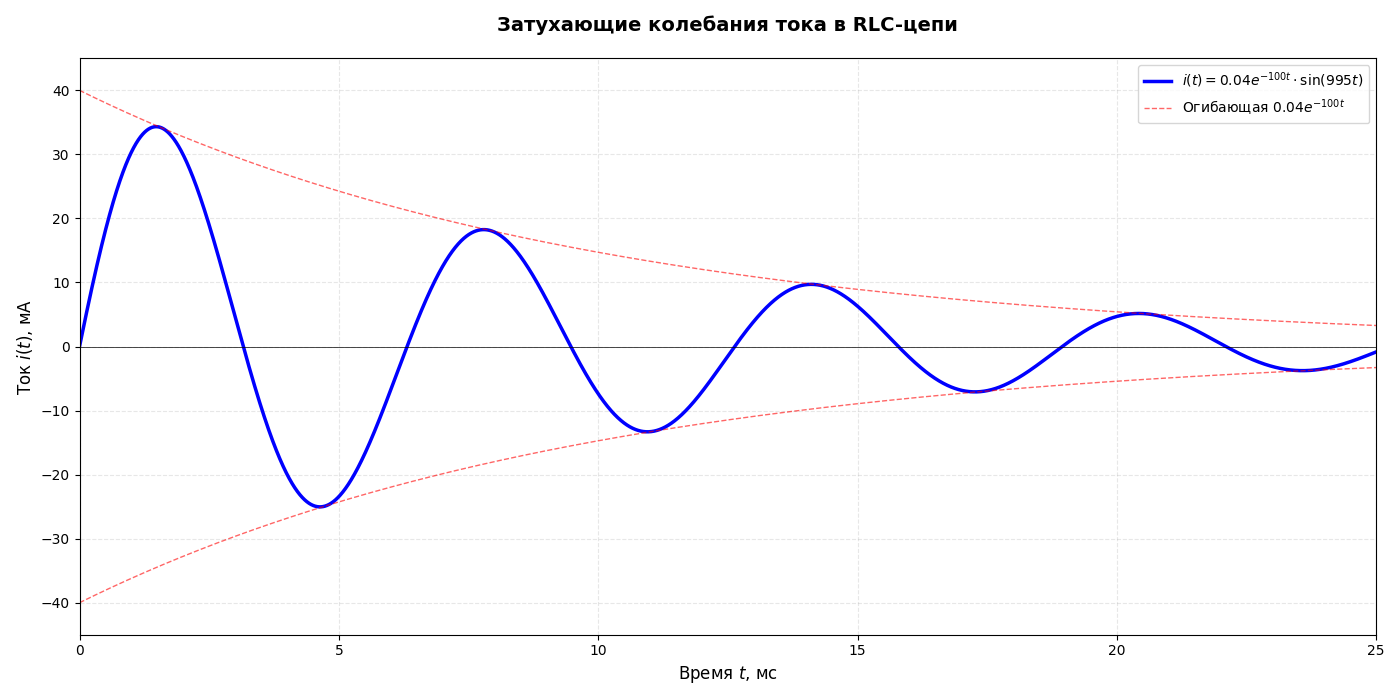 Затухающие колебания тока в RLC-цепи
i(t) = 0.04e^{-100t} · sin(995t)
Огибающая 0.04e^{-100t}
Ток i(t), мА
40
30
20
10
0
−10
−20
−30
−40
0 5 10 15 20 25
Время t, мс